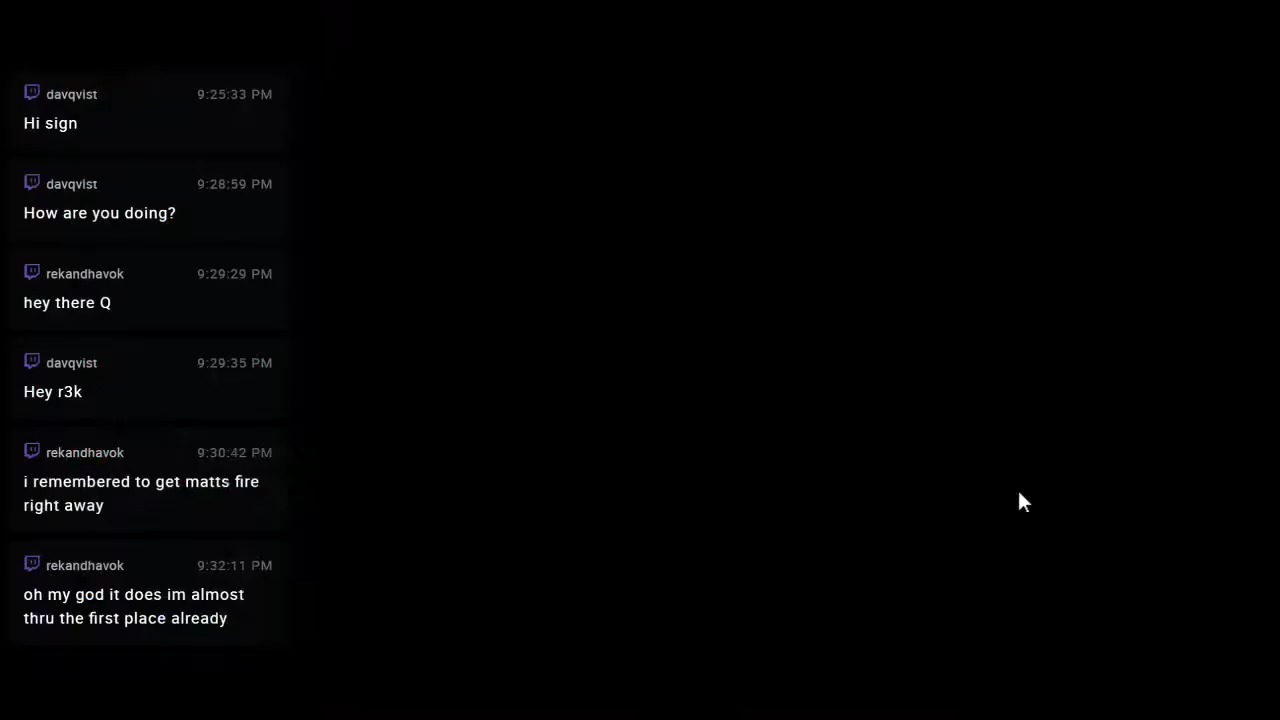 davqvist 9:25:33 PM
Hi sign
davqvist 9:28:59 PM
How are you doing?
rekandhavok 9:29:29 PM
hey there Q
davqvist 9:29:35 PM
Hey r3k
rekandhavok 9:30:42 PM
i remembered to get matts fire
right away
rekandhavok 9:32:11 PM
oh my god it does im almost
thru the first place already